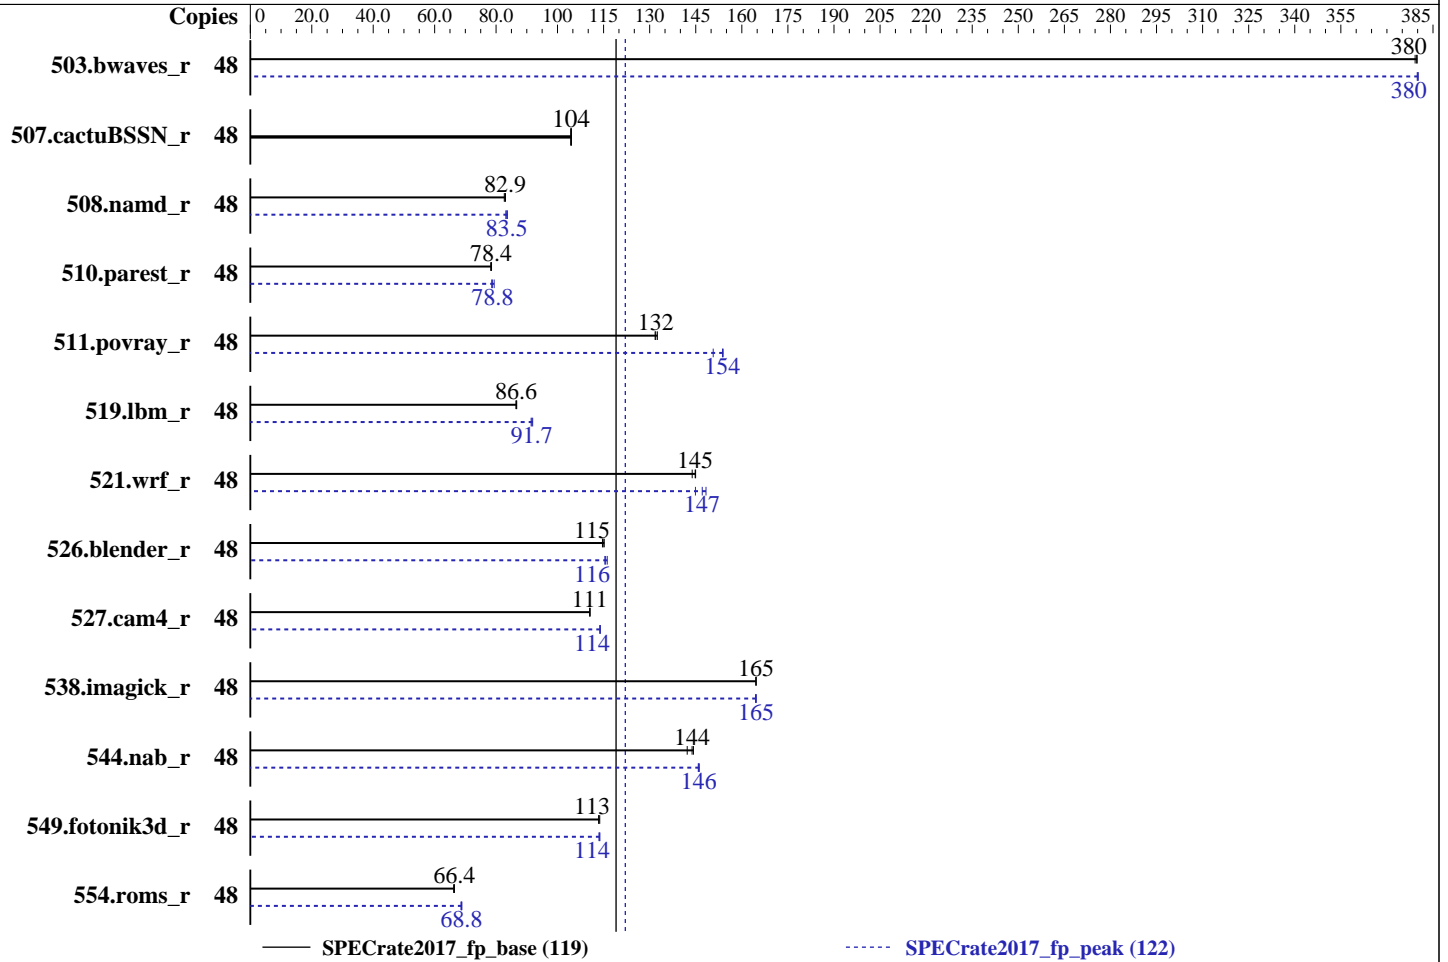 Copies 0 20.0 40.0 60.0 80.0 100 115 130 145 160 175 190 205 220 235 250 265 280 295 310 325 340 355 385
503.bwaves_r 48 380
380
507.cactuBSSN_r 48 104
508.namd_r 48 82.9
83.5
510.parest_r 48 78.4
78.8
511.povray_r 48 132
154
519.lbm_r 48 86.6
91.7
521.wrf_r 48 145
147
526.blender_r 48 115
116
527.cam4_r 48 111
114
538.imagick_r 48 165
165
544.nab_r 48 144
146
549.fotonik3d_r 48 113
114
554.roms_r 48 66.4
68.8
SPECrate2017_fp_base (119) SPECrate2017_fp_peak (122)